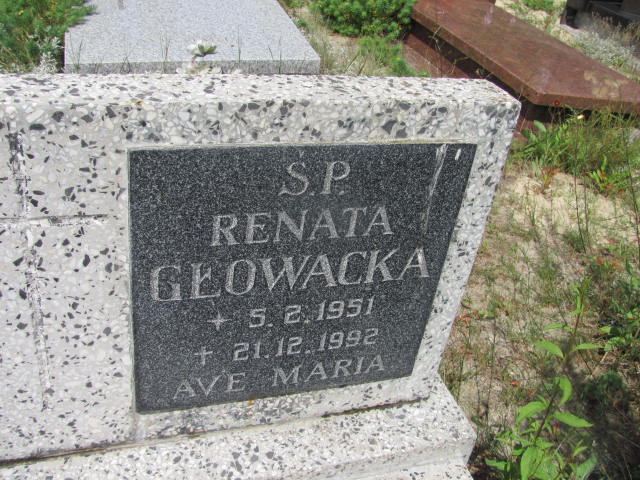 S.P.
RENATA
GŁOWACKA
+ 5.2.1951
+ 21.12.1992
AVE MARIA